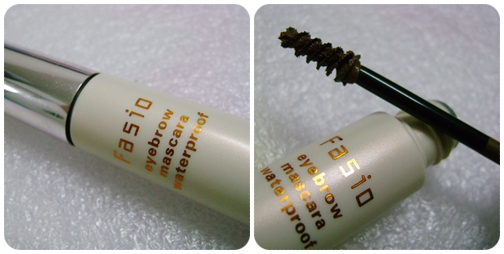 fasio
eyebrow
mascara
waterproof
fasio
eyebrow
mascara
waterproof